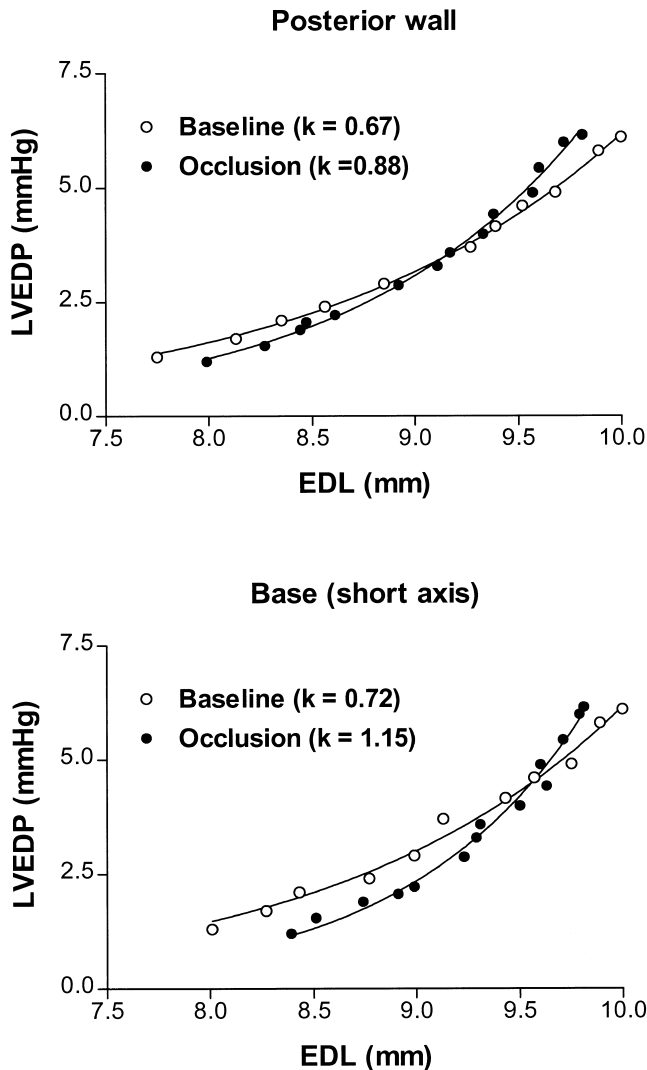 Posterior wall
7.5
Baseline (k = 0.67)
Occlusion (k =0.88)
5.0
2.5
0.0
LVEDP (mmHg)
7.5 8.0 8.5 9.0 9.5 10.0
EDL (mm)
Base (short axis)
7.5
Baseline (k = 0.72)
Occlusion (k = 1.15)
5.0
2.5
0.0
LVEDP (mmHg)
7.5 8.0 8.5 9.0 9.5 10.0
EDL (mm)